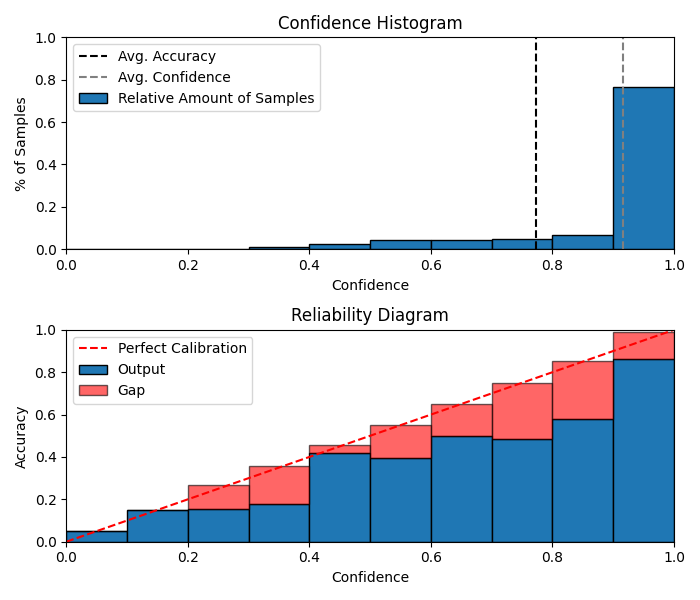 Confidence Histogram
1.0
0.8
0.6
0.4
0.2
0.0
% of Samples
Avg. Accuracy
Avg. Confidence
Relative Amount of Samples
0.0 0.2 0.4 0.6 0.8 1.0
Confidence
Reliability Diagram
1.0
0.8
0.6
0.4
0.2
0.0
Accuracy
Perfect Calibration
Output
Gap
0.0 0.2 0.4 0.6 0.8 1.0
Confidence